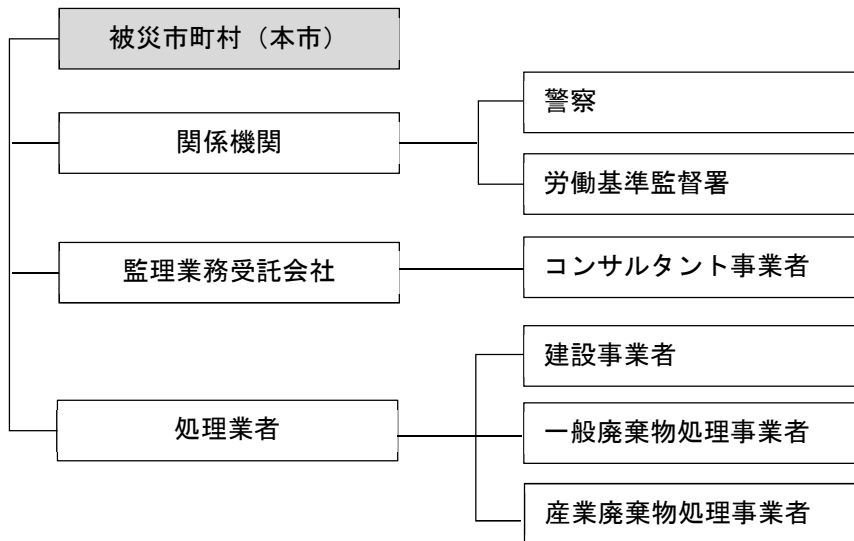 被災市町村（本市）
関係機関
警察
労働基準監督署
監理業務受託会社
コンサルタント事業者
処理業者
建設事業者
一般廃棄物処理事業者
産業廃棄物処理事業者